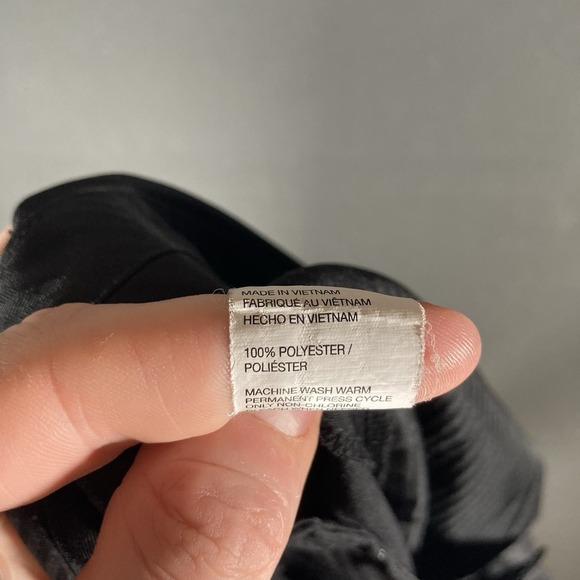 MADE IN VIETNAM
FABRIQUÉ AU VIÊTNAM
HECHO EN VIETNAM
100% POLYESTER /
POLIÉSTER
MACHINE WASH WARM
PERMANENT PRESS CYCLE
ONLY NON-CHLORINE